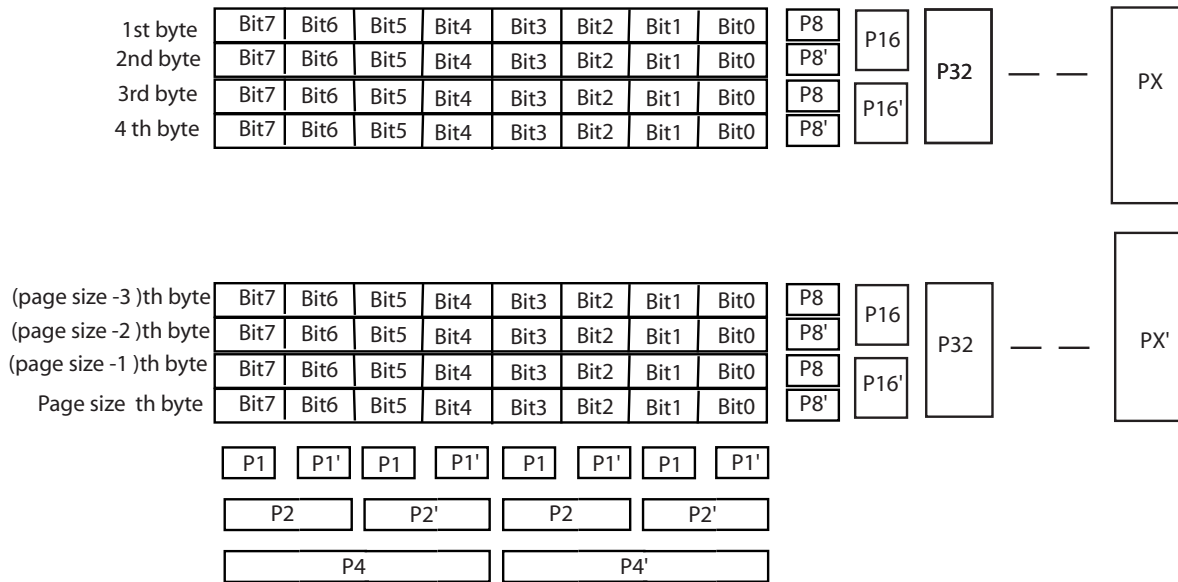 1st byte Bit7 Bit6 Bit5 Bit4 Bit3 Bit2 Bit1 Bit0 P8 P16 P32 PX
2nd byte Bit7 Bit6 Bit5 Bit4 Bit3 Bit2 Bit1 Bit0 P8'
3rd byte Bit7 Bit6 Bit5 Bit4 Bit3 Bit2 Bit1 Bit0 P8 P16'
4 th byte Bit7 Bit6 Bit5 Bit4 Bit3 Bit2 Bit1 Bit0 P8'
(page size -3 )th byte Bit7 Bit6 Bit5 Bit4 Bit3 Bit2 Bit1 Bit0 P8 P16 P32 PX'
(page size -2 )th byte Bit7 Bit6 Bit5 Bit4 Bit3 Bit2 Bit1 Bit0 P8'
(page size -1 )th byte Bit7 Bit6 Bit5 Bit4 Bit3 Bit2 Bit1 Bit0 P8 P16'
Page size th byte Bit7 Bit6 Bit5 Bit4 Bit3 Bit2 Bit1 Bit0 P8'
P1 P1' P1 P1' P1 P1' P1 P1'
P2 P2' P2 P2'
P4 P4'